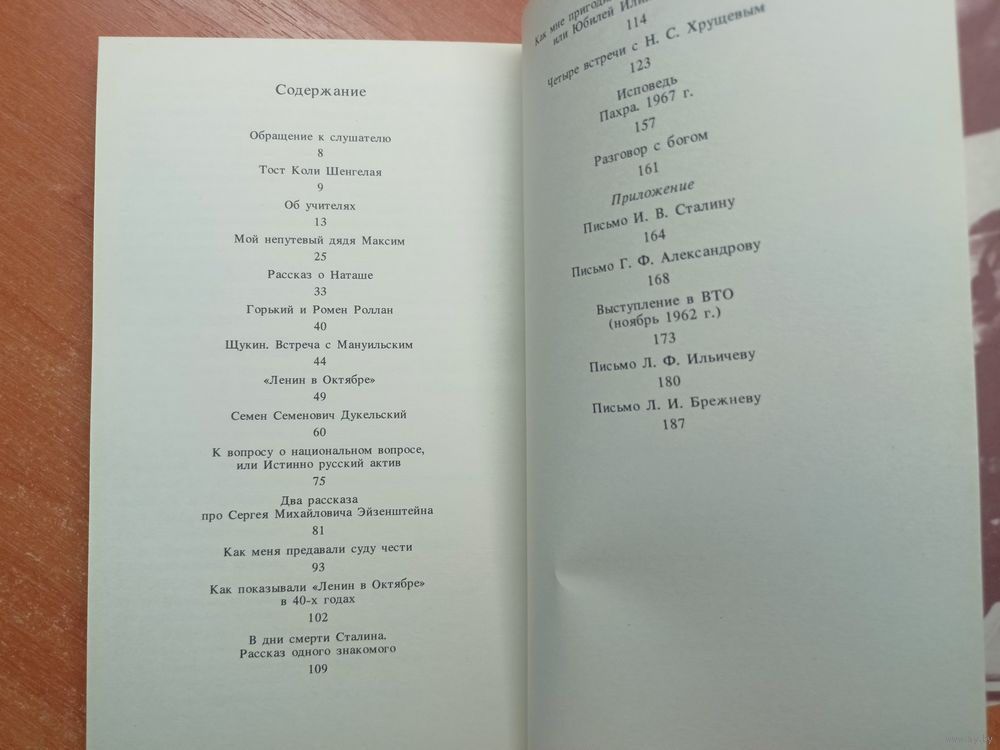 Содержание
Обращение к слушателю
8
Тост Коли Шенгелая
9
Об учителях
13
Мой непутевый дядя Максим
25
Рассказ о Наташе
33
Горький и Ромен Роллан
40
Щукин. Встреча с Мануильским
44
«Ленин в Октябре»
49
Семен Семенович Дукельский
60
К вопросу о национальном вопросе,
или Истинно русский актив
75
Два рассказа
про Сергея Михайловича Эйзенштейна
81
Как меня предавали суду чести
93
Как показывали «Ленин в Октябре»
в 40-х годах
102
В дни смерти Сталина.
Рассказ одного знакомого
109
Как мне
или Юбилей
114
Четыре встречи с Н. С. Хрущевым
123
Исповедь
Пахра. 1967 г.
157
Разговор с богом
161
Приложение
Письмо И. В. Сталину
164
Письмо Г. Ф. Александрову
168
Выступление в ВТО
(ноябрь 1962 г.)
173
Письмо Л. Ф. Ильичеву
180
Письмо Л. И. Брежневу
187